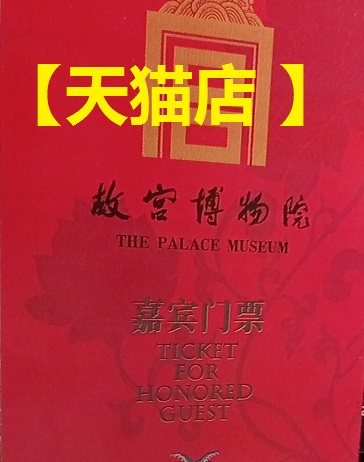 【天猫店 】
故宫博物院
THE PALACE MUSEUM
嘉宾门票
TICKET
FOR
HONORED
GUEST